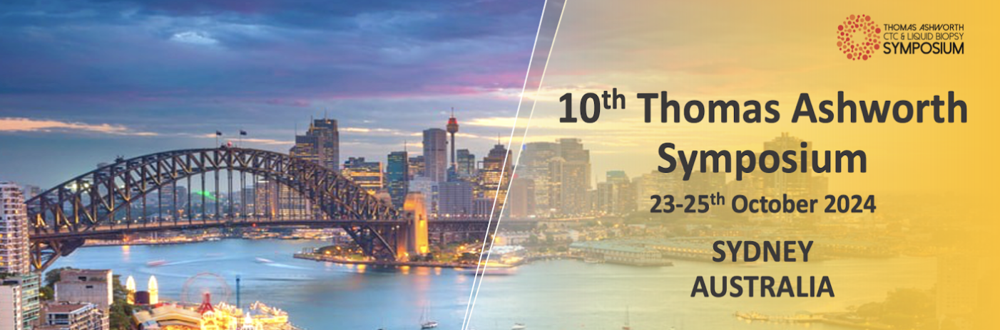 THOMAS ASHWORTH
CTC & LIQUID BIOPSY
SYMPOSIUM
10th Thomas Ashworth
Symposium
23-25th October 2024
SYDNEY
AUSTRALIA